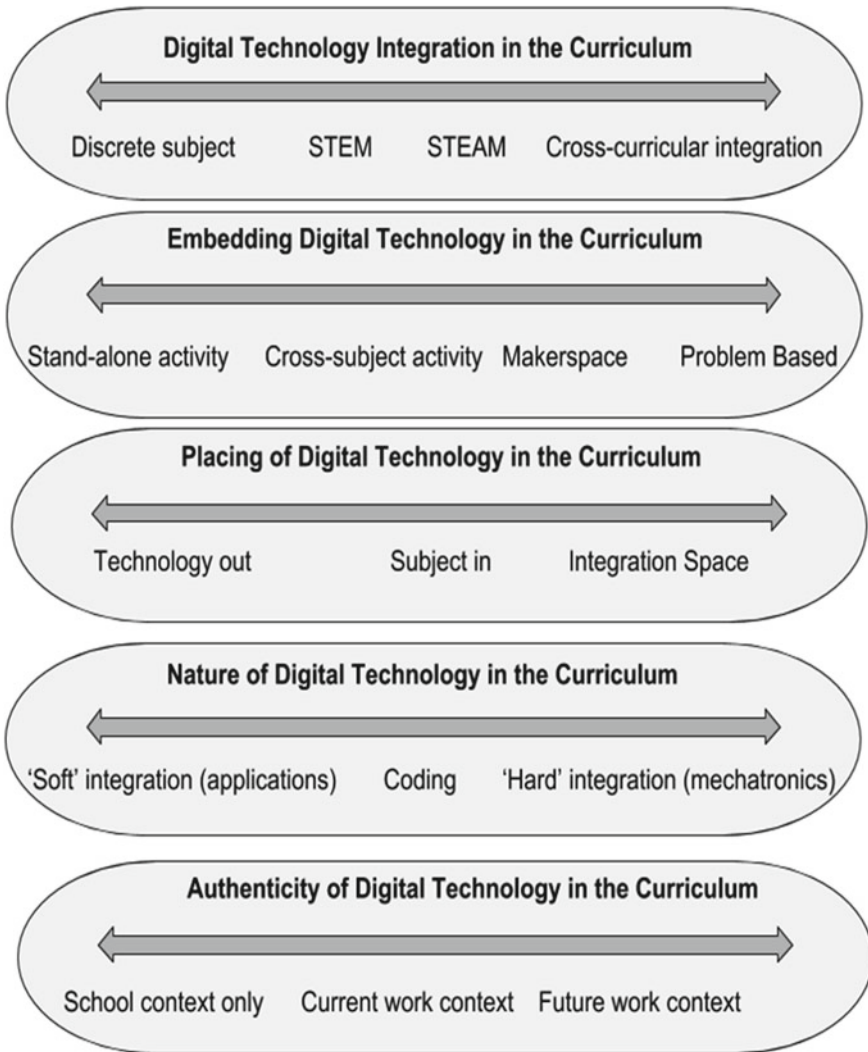 Digital Technology Integration in the Curriculum
Discrete subject STEM STEAM Cross-curricular integration
Embedding Digital Technology in the Curriculum
Stand-alone activity Cross-subject activity Makerspace Problem Based
Placing of Digital Technology in the Curriculum
Technology out Subject in Integration Space
Nature of Digital Technology in the Curriculum
‘Soft’ integration (applications) Coding ‘Hard’ integration (mechatronics)
Authenticity of Digital Technology in the Curriculum
School context only Current work context Future work context